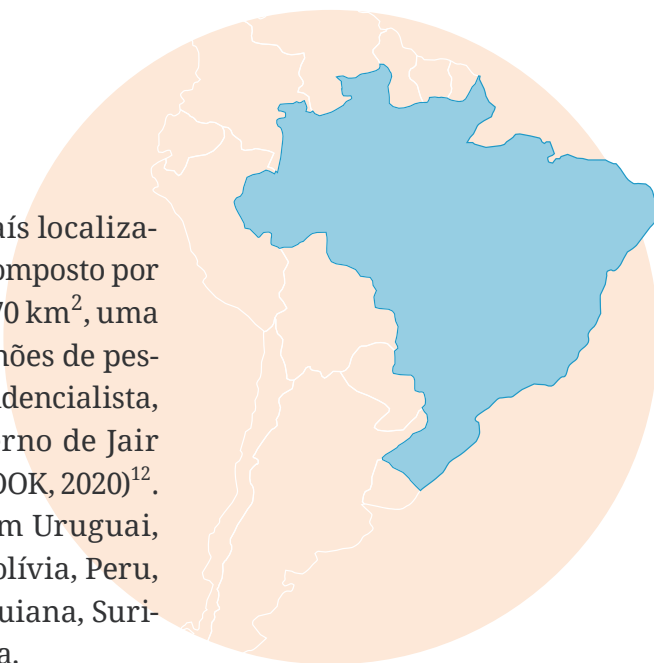 aís localiza-
omposto por
70 km², uma
hões de pes-
dencialista,
erno de Jair
OOK, 2020)¹².
m Uruguai,
olívia, Peru,
uiana, Suri-
a.